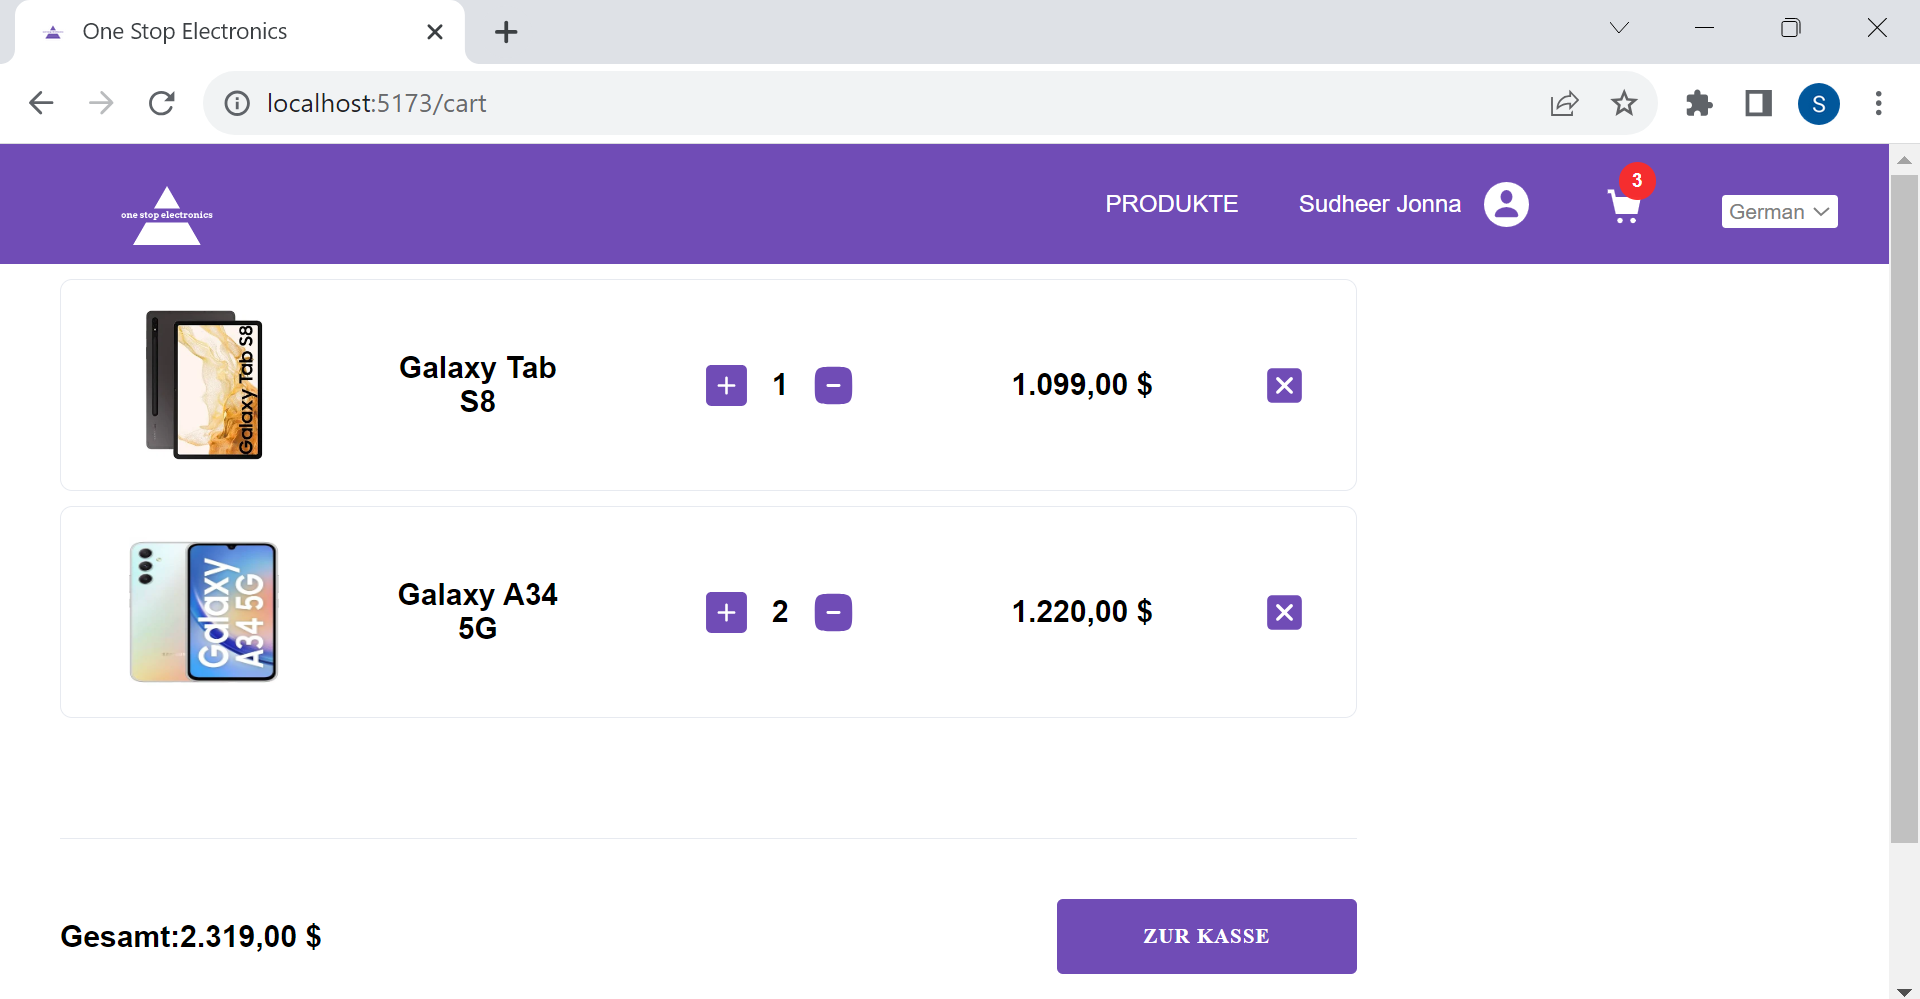 One Stop Electronics
localhost:5173/cart
S
one stop electronics
PRODUKTE
Sudheer Jonna
3
German
Galaxy Tab S8
Galaxy Tab
S8
1
1.099,00 $
Galaxy
A34 5G
Galaxy A34
5G
2
1.220,00 $
Gesamt:2.319,00 $
ZUR KASSE